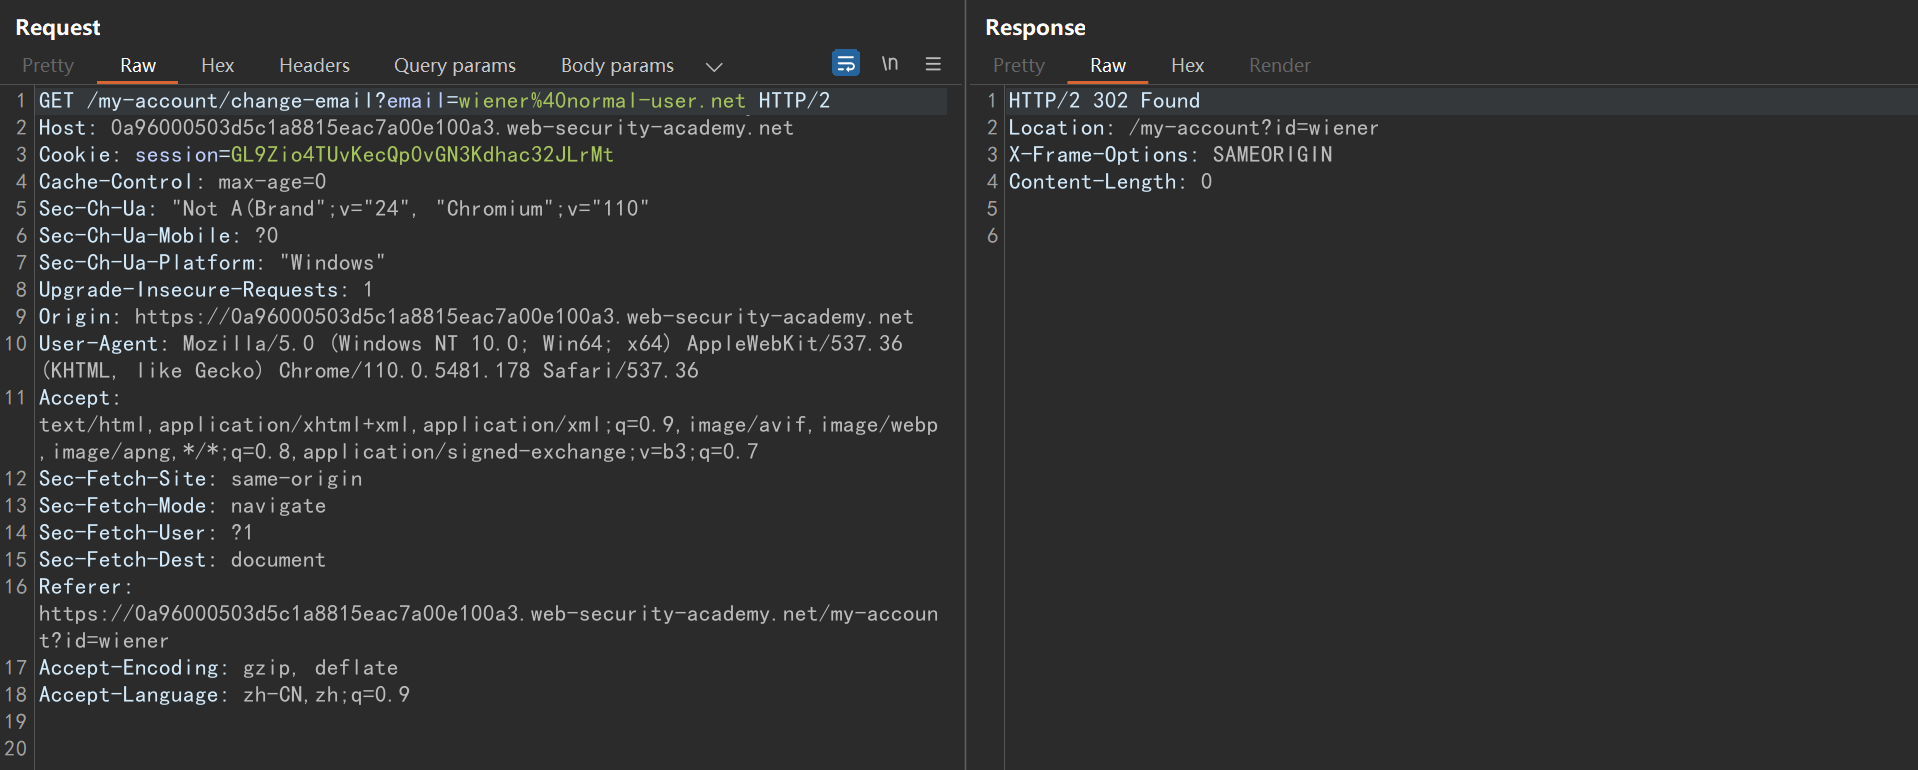 Request
Pretty Raw Hex Headers Query params Body params \n
1 GET /my-account/change-email?email=wiener%40normal-user.net HTTP/2
2 Host: 0a96000503d5c1a8815eac7a00e100a3.web-security-academy.net
3 Cookie: session=GL9Zio4TUvKecQp0vGN3Kdhac32JLrMt
4 Cache-Control: max-age=0
5 Sec-Ch-Ua: "Not A(Brand";v="24", "Chromium";v="110"
6 Sec-Ch-Ua-Mobile: ?0
7 Sec-Ch-Ua-Platform: "Windows"
8 Upgrade-Insecure-Requests: 1
9 Origin: https://0a96000503d5c1a8815eac7a00e100a3.web-security-academy.net
10 User-Agent: Mozilla/5.0 (Windows NT 10.0; Win64; x64) AppleWebKit/537.36
(KHTML, like Gecko) Chrome/110.0.5481.178 Safari/537.36
11 Accept:
text/html,application/xhtml+xml,application/xml;q=0.9,image/avif,image/webp
,image/apng,*/*;q=0.8,application/signed-exchange;v=b3;q=0.7
12 Sec-Fetch-Site: same-origin
13 Sec-Fetch-Mode: navigate
14 Sec-Fetch-User: ?1
15 Sec-Fetch-Dest: document
16 Referer:
https://0a96000503d5c1a8815eac7a00e100a3.web-security-academy.net/my-accoun
t?id=wiener
17 Accept-Encoding: gzip, deflate
18 Accept-Language: zh-CN,zh;q=0.9
19
20
Response
Pretty Raw Hex Render
1 HTTP/2 302 Found
2 Location: /my-account?id=wiener
3 X-Frame-Options: SAMEORIGIN
4 Content-Length: 0
5
6